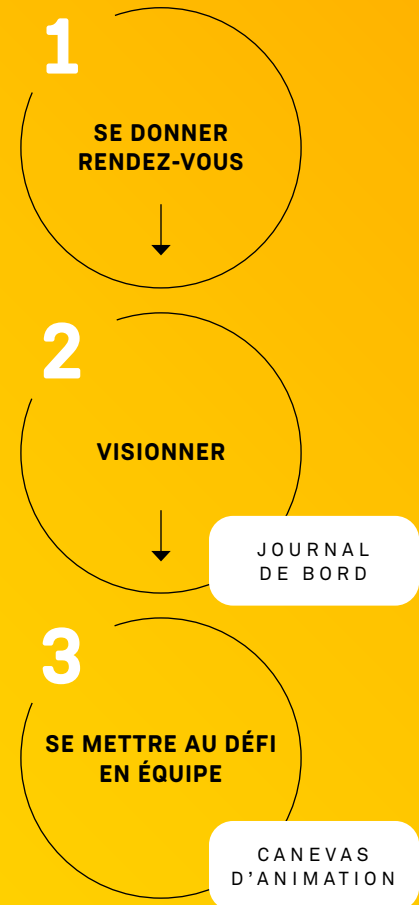 1
SE DONNER
RENDEZ-VOUS
2
VISIONNER
JOURNAL
DE BORD
3
SE METTRE AU DÉFI
EN ÉQUIPE
CANEVAS
D'ANIMATION